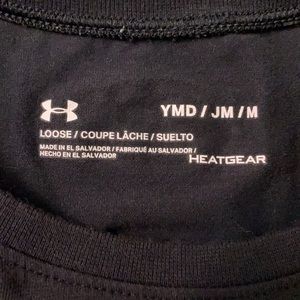 YMD / JM / M
LOOSE / COUPE LÂCHE / SUELTO
MADE IN EL SALVADOR / FABRIQUÉ AU SALVADOR /
HECHO EN EL SALVADOR
HEATGEAR